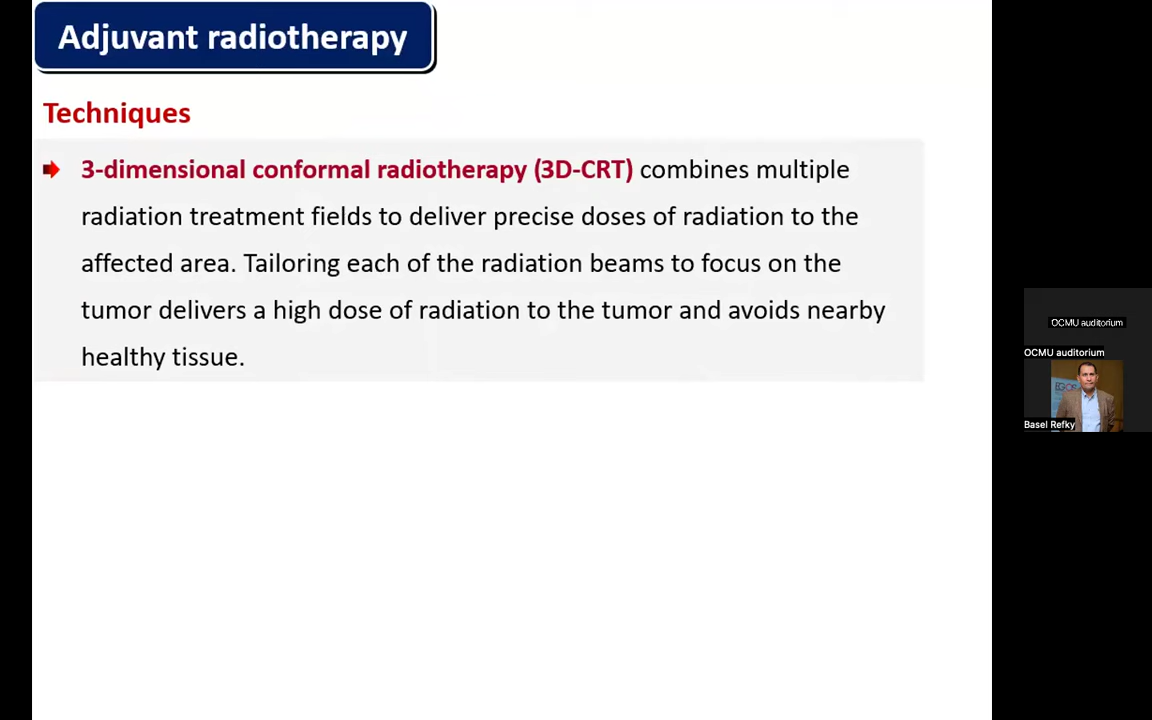 Adjuvant radiotherapy
Techniques
3-dimensional conformal radiotherapy (3D-CRT) combines multiple
radiation treatment fields to deliver precise doses of radiation to the
affected area. Tailoring each of the radiation beams to focus on the
tumor delivers a high dose of radiation to the tumor and avoids nearby
healthy tissue.
OCMU auditorium
OCMU auditorium
Basel Refky